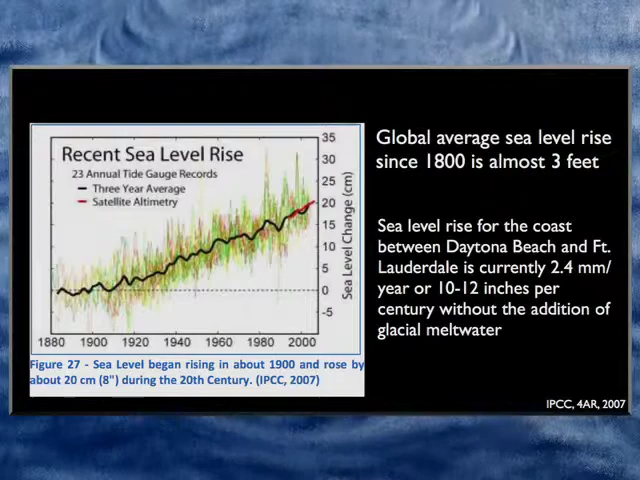 Recent Sea Level Rise
23 Annual Tide Gauge Records
Three Year Average
Satellite Altimetry
35
30
25
20
15
10
5
0
-5
Sea Level Change (cm)
1880 1900 1920 1940 1960 1980 2000
Figure 27 - Sea Level began rising in about 1900 and rose by
about 20 cm (8") during the 20th Century. (IPCC, 2007)
Global average sea level rise
since 1800 is almost 3 feet
Sea level rise for the coast
between Daytona Beach and Ft.
Lauderdale is currently 2.4 mm/
year or 10-12 inches per
century without the addition of
glacial meltwater
IPCC, 4AR, 2007